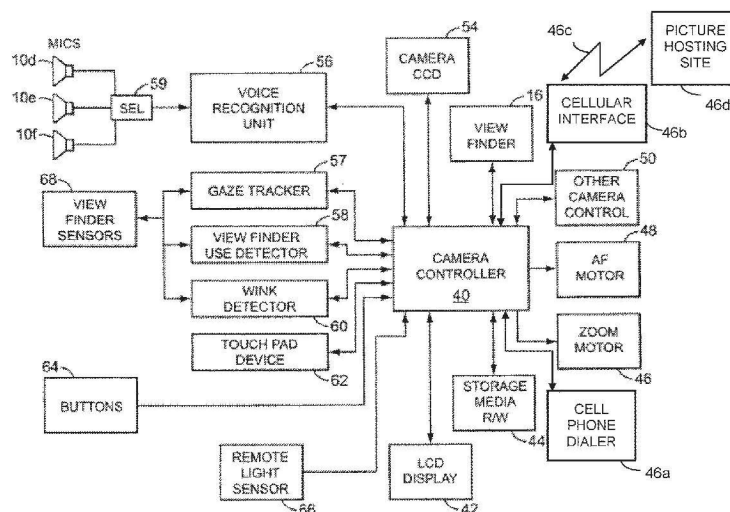 MICS
10d
10e
10f
59
SEL
56
VOICE
RECOGNITION
UNIT
54
CAMERA
CCD
16
VIEW
FINDER
46c
PICTURE
HOSTING
SITE
46d
CELLULAR
INTERFACE
46b
68
VIEW
FINDER
SENSORS
57
GAZE TRACKER
58
VIEW FINDER
USE DETECTOR
WINK
DETECTOR
60
TOUCH PAD
DEVICE
62
CAMERA
CONTROLLER
40
50
OTHER
CAMERA
CONTROL
48
AF
MOTOR
ZOOM
MOTOR
46
64
BUTTONS
REMOTE
LIGHT
SENSOR
66
LCD
DISPLAY
42
STORAGE
MEDIA
R/W
44
CELL
PHONE
DIALER
46a